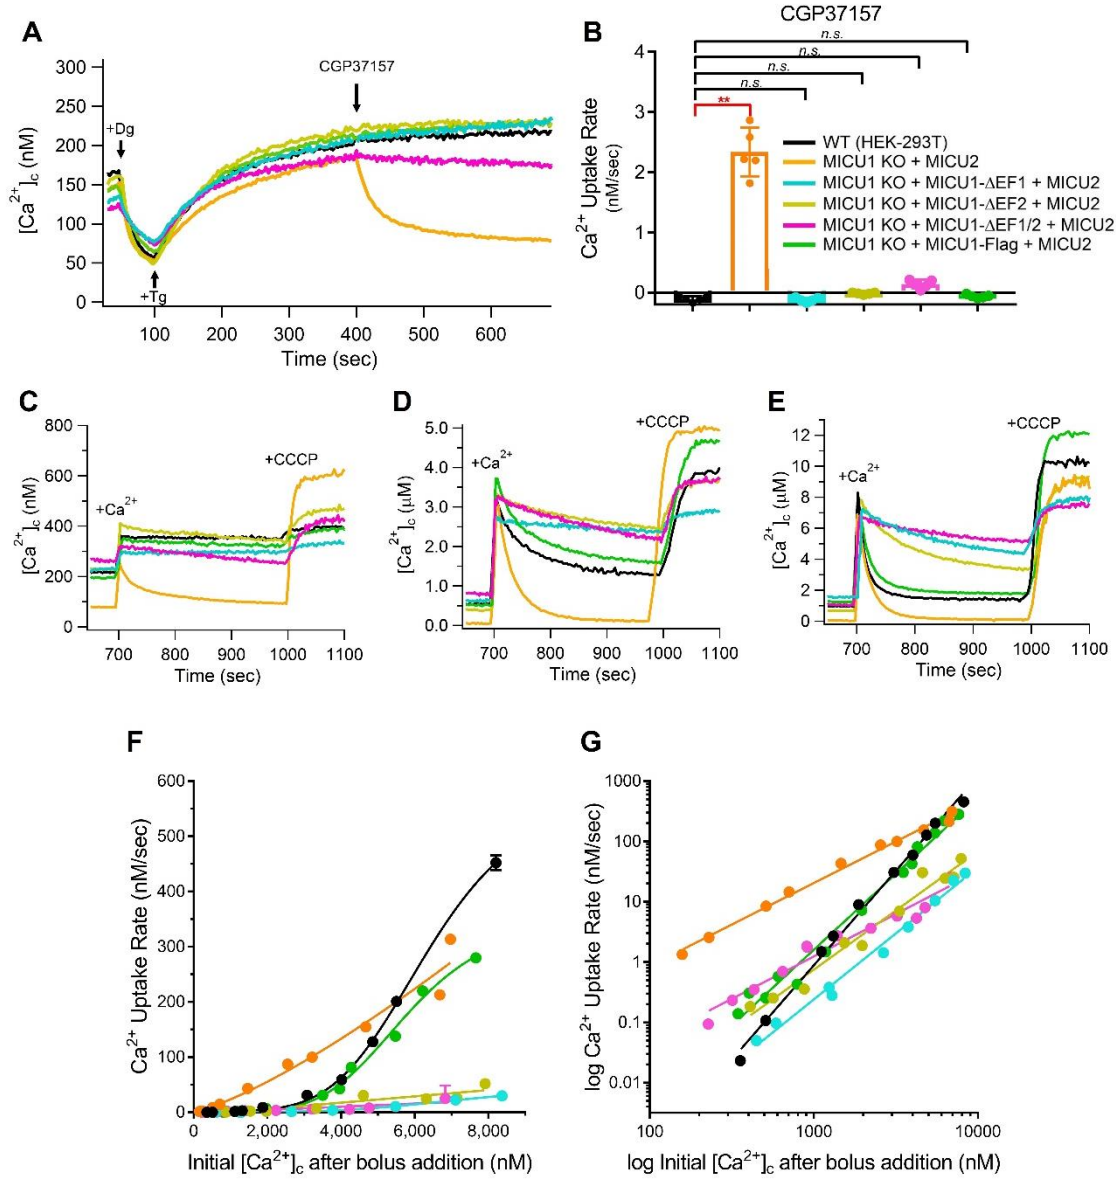 CGP37157
A
B
CGP37157
+Dg
+Tg
300
250
200
150
100
50
0
[Ca²⁺]c (nM)
100
200
300
400
500
600
Time (sec)
n.s.
n.s.
n.s.
n.s.
**
4
3
2
1
0
Ca²⁺ Uptake Rate
(nM/sec)
WT (HEK-293T)
MICU1 KO + MICU2
MICU1 KO + MICU1-ΔEF1 + MICU2
MICU1 KO + MICU1-ΔEF2 + MICU2
MICU1 KO + MICU1-ΔEF1/2 + MICU2
MICU1 KO + MICU1-Flag + MICU2
C
800
600
400
200
0
[Ca²⁺]c (nM)
+Ca²⁺
+CCCP
700
800
900
1000
1100
Time (sec)
D
5.0
4.0
3.0
2.0
1.0
0.0
[Ca²⁺]c (μM)
+Ca²⁺
+CCCP
700
800
900
1000
1100
Time (sec)
E
12
10
8
6
4
2
0
[Ca²⁺]c (μM)
+Ca²⁺
+CCCP
700
800
900
1000
1100
Time (sec)
F
600
500
400
300
200
100
0
Ca²⁺ Uptake Rate (nM/sec)
0
2,000
4,000
6,000
8,000
Initial [Ca²⁺]c after bolus addition (nM)
G
1000
100
10
1
0.1
0.01
log Ca²⁺ Uptake Rate (nM/sec)
100
1000
10000
log Initial [Ca²⁺]c after bolus addition (nM)